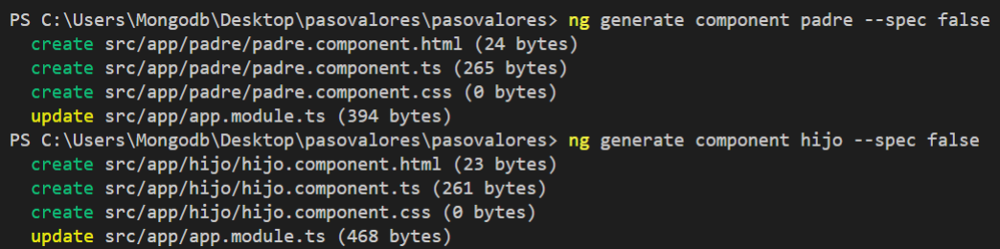 PS C:\Users\Mongodb\Desktop\pasovalores\pasovalores> ng generate component padre --spec false
create src/app/padre/padre.component.html (24 bytes)
create src/app/padre/padre.component.ts (265 bytes)
create src/app/padre/padre.component.css (0 bytes)
update src/app/app.module.ts (394 bytes)
PS C:\Users\Mongodb\Desktop\pasovalores\pasovalores> ng generate component hijo --spec false
create src/app/hijo/hijo.component.html (23 bytes)
create src/app/hijo/hijo.component.ts (261 bytes)
create src/app/hijo/hijo.component.css (0 bytes)
update src/app/app.module.ts (468 bytes)